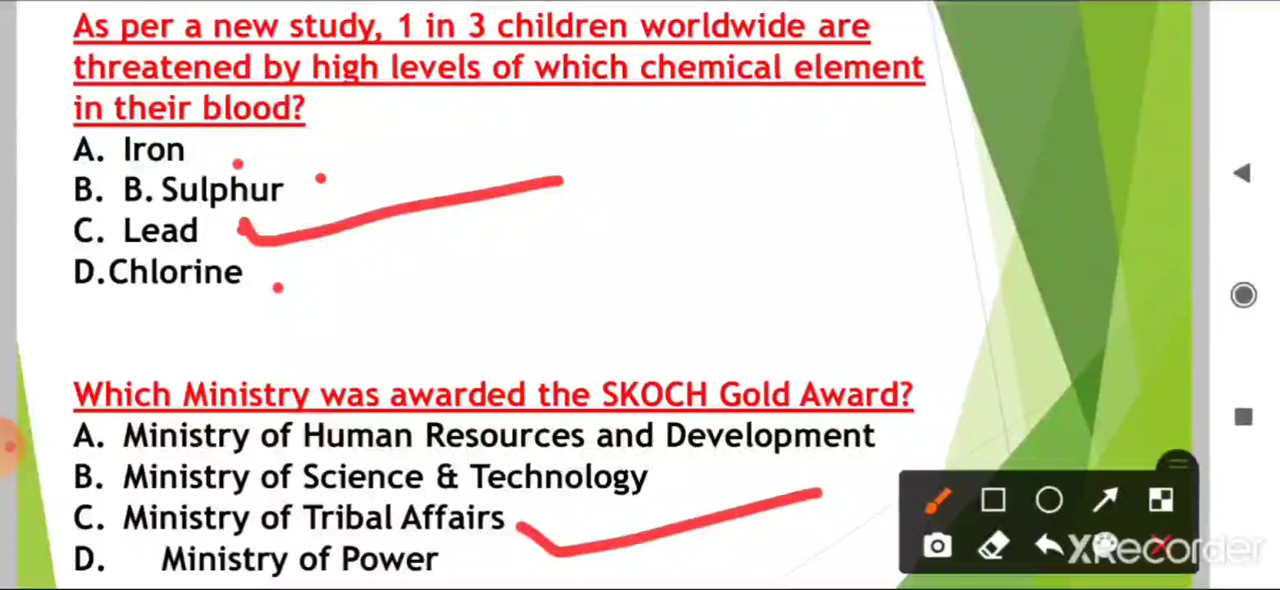 As per a new study, 1 in 3 children worldwide are
threatened by high levels of which chemical element
in their blood?
A. Iron
B. B. Sulphur
C. Lead
D.Chlorine
Which Ministry was awarded the SKOCH Gold Award?
A. Ministry of Human Resources and Development
B. Ministry of Science & Technology
C. Ministry of Tribal Affairs
D. Ministry of Power
XRecorder